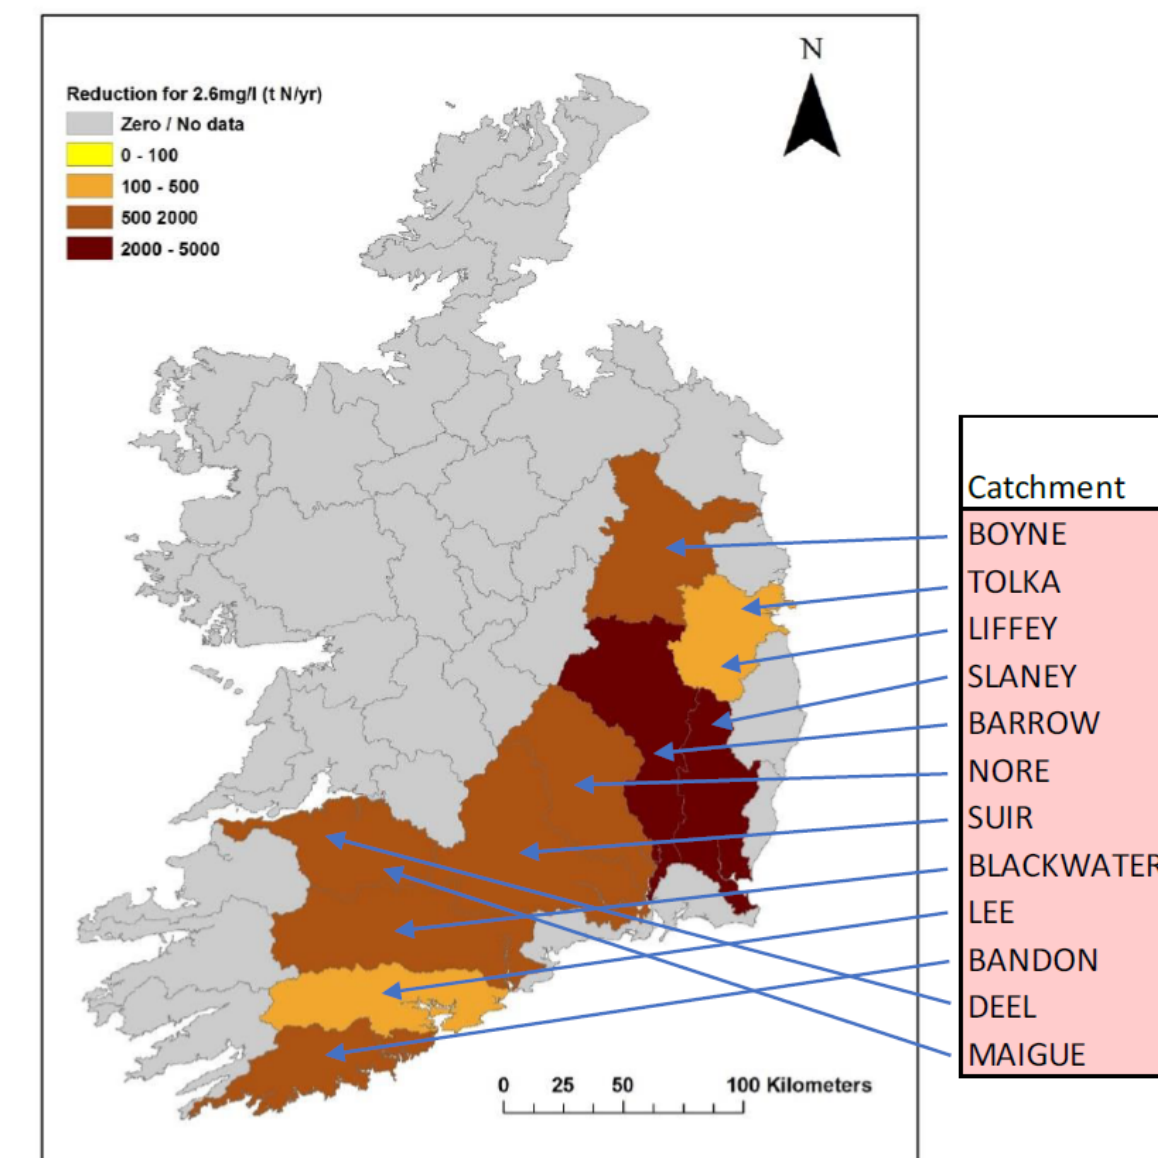 N
Reduction for 2.6mg/l (t N/yr)
Zero / No data
0 - 100
100 - 500
500 2000
2000 - 5000
Catchment
BOYNE
TOLKA
LIFFEY
SLANEY
BARROW
NORE
SUIR
BLACKWATER
LEE
BANDON
DEEL
MAIGUE
0 25 50 100 Kilometers